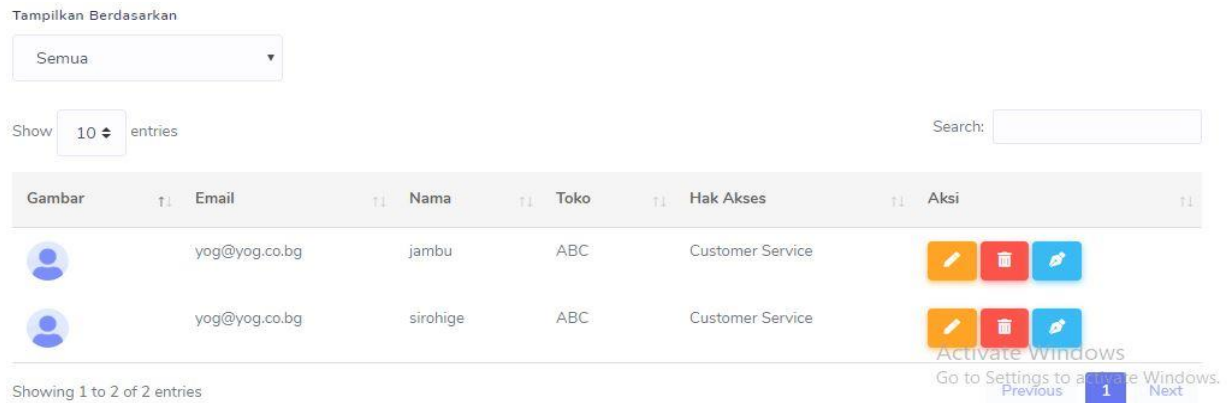 Tampilkan Berdasarkan
Semua
Show 10 entries
Search:
Gambar Email Nama Toko Hak Akses Aksi
yog@yog.co.bg jambu ABC Customer Service
yog@yog.co.bg sirohige ABC Customer Service
Activate Windows
Go to Settings to activate Windows.
Showing 1 to 2 of 2 entries
Previous 1 Next